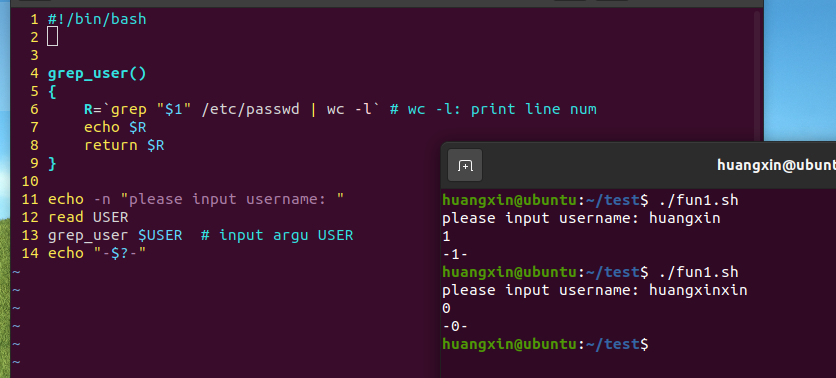 1 #!/bin/bash
2
3
4 grep_user()
5 {
6     R=`grep "$1" /etc/passwd | wc -l` # wc -l: print line num
7     echo $R
8     return $R
9 }
10
11 echo -n "please input username: "
12 read USER
13 grep_user $USER  # input argu USER
14 echo "-$?-"
~
~
~
~
~
~
huangxin@ubunt
huangxin@ubuntu:~/test$ ./fun1.sh
please input username: huangxin
1
-1-
huangxin@ubuntu:~/test$ ./fun1.sh
please input username: huangxinxin
0
-0-
huangxin@ubuntu:~/test$